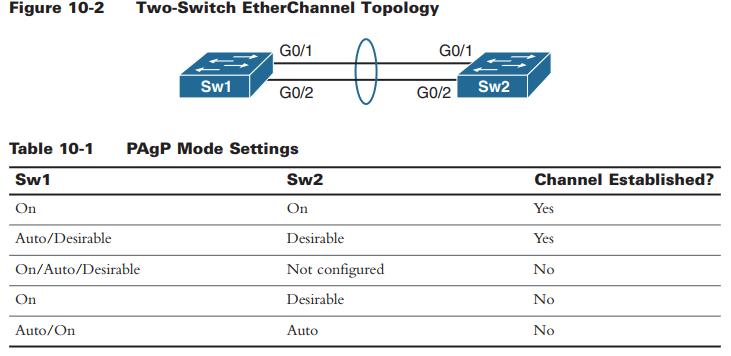 Figure 10-2 Two-Switch EtherChannel Topology
G0/1 G0/1
Sw1 Sw2
G0/2 G0/2
Table 10-1 PAgP Mode Settings
Sw1 Sw2 Channel Established?
On On Yes
Auto/Desirable Desirable Yes
On/Auto/Desirable Not configured No
On Desirable No
Auto/On Auto No